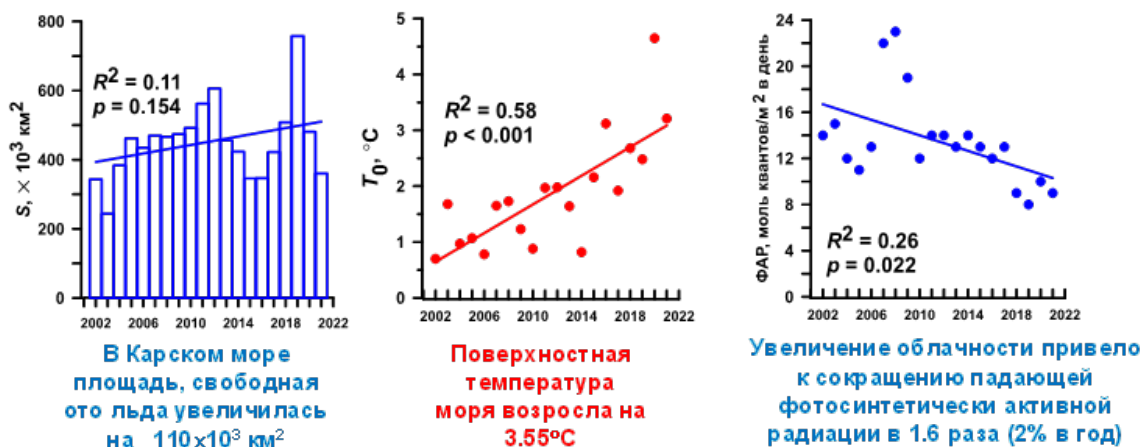 800
600
400
200
0
S, × 10³ км²
R² = 0.11
p = 0.154
2002 2006 2010 2014 2018 2022
В Карском море
площадь, свободная
ото льда увеличилась
на 110x10³ км²
5
4
3
2
1
0
T₀, °C
R² = 0.58
p < 0.001
2002 2006 2010 2014 2018 2022
Поверхностная
температура
моря возросла на
3.55°С
24
20
16
12
8
4
0
ФАР, моль квантов/м² в день
R² = 0.26
p = 0.022
2002 2006 2010 2014 2018 2022
Увеличение облачности привело
к сокращению падающей
фотосинтетически активной
радиации в 1.6 раза (2% в год)